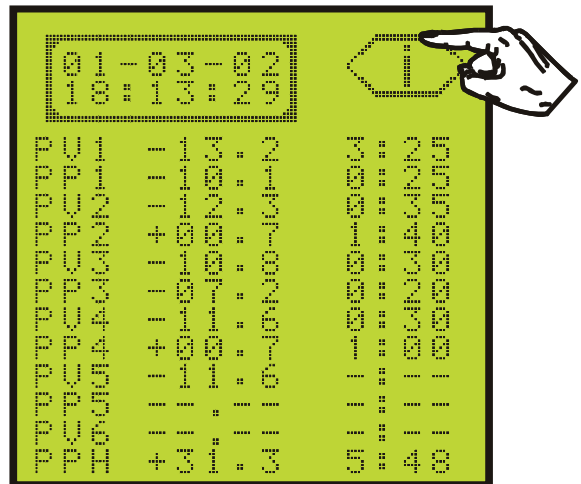 01-03-02
18:13:29
PV1 -13.2 3:25
PP1 -10.1 0:25
PV2 -12.3 0:35
PP2 +00.7 1:40
PV3 -10.8 0:30
PP3 -07.2 0:20
PV4 -11.6 0:30
PP4 +00.7 1:00
PV5 -11.6 -:--
PP5 --.-- -:--
PV6 --.-- -:--
PPH +31.3 5:48